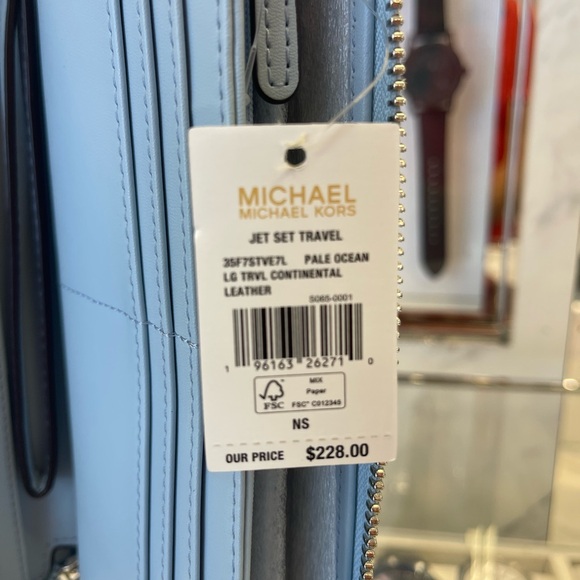 MICHAEL
MICHAEL KORS
JET SET TRAVEL
35F7STVE7L PALE OCEAN
LG TRVL CONTINENTAL
LEATHER
S085-0001
1 96163 26271 0
FSC
MIX
Paper
FSC® C012345
NS
OUR PRICE $228.00